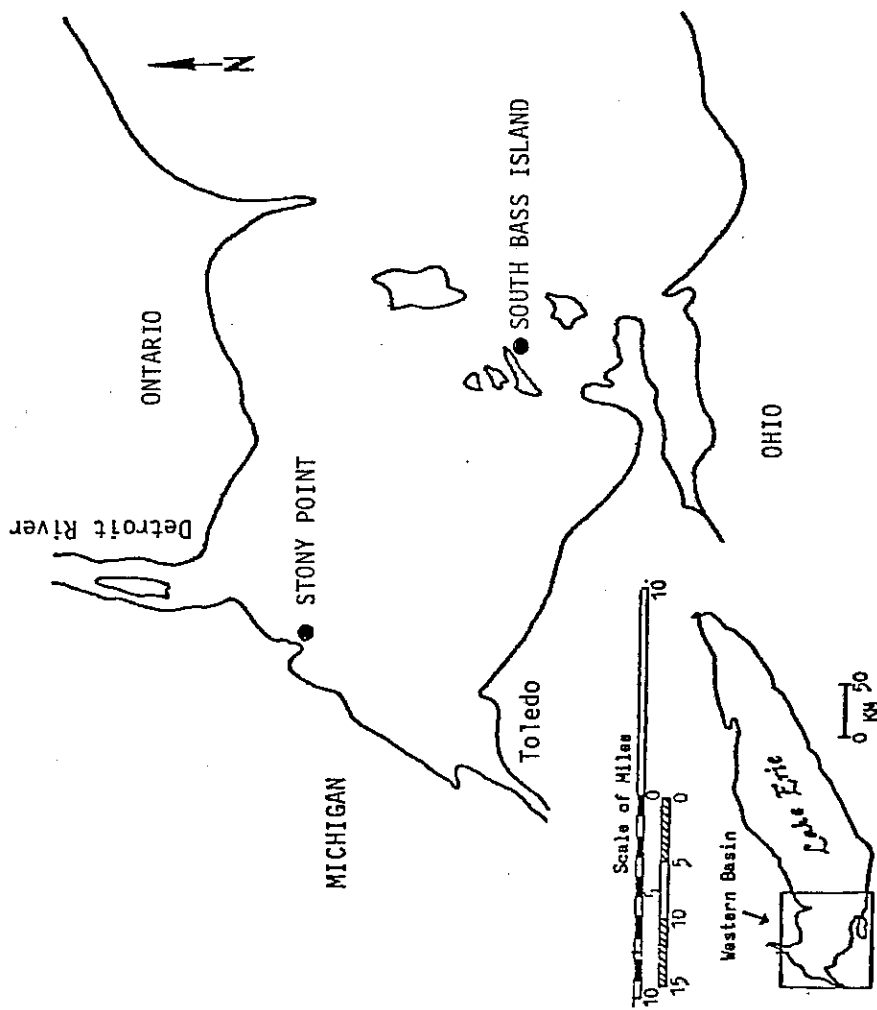 N
ONTARIO
Detroit River
STONY POINT
MICHIGAN
SOUTH BASS ISLAND
Toledo
OHIO
Scale of Miles
10 5 0 10
15 10 5 0
Western Basin
Lake Erie
0 50
KM